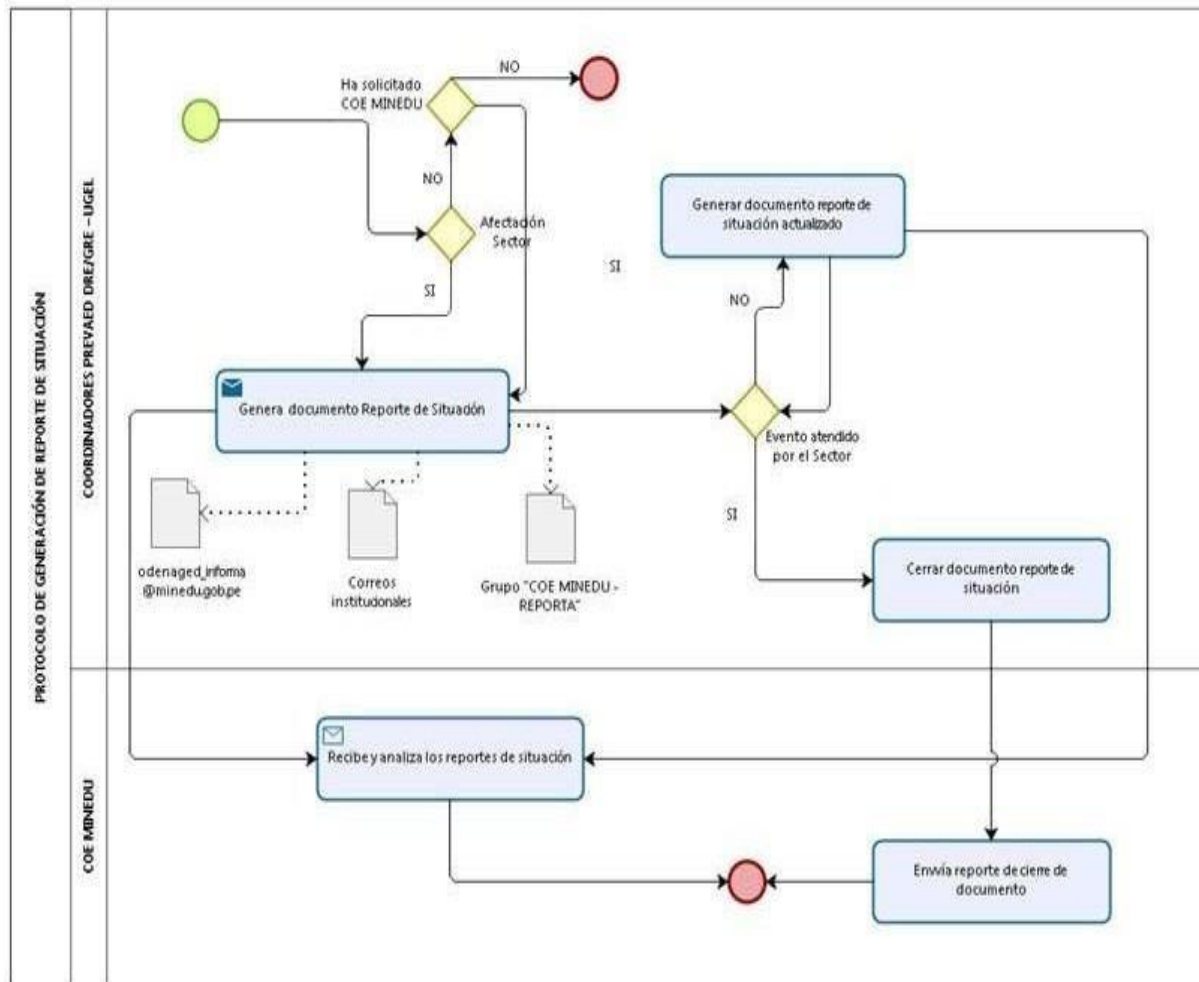 PROTOCOLO DE GENERACIÓN DE REPORTE DE SITUACIÓN
COORDINADORES PREVAED DRE/GRE - UGEL
Ha solicitado
COE MINEDU
NO
NO
Afectación
Sector
SI
SI
Generar documento reporte de
situación actualizado
NO
Genera documento Reporte de Situación
Evento atendido
por el Sector
SI
odenaged_informa
@minedu.gob.pe
Correos
institucionales
Grupo "COE MINEDU -
REPORTA"
Cerrar documento reporte de
situación
COE MINEDU
Recibe y analiza los reportes de situación
Envvía reporte de cierre de
documento